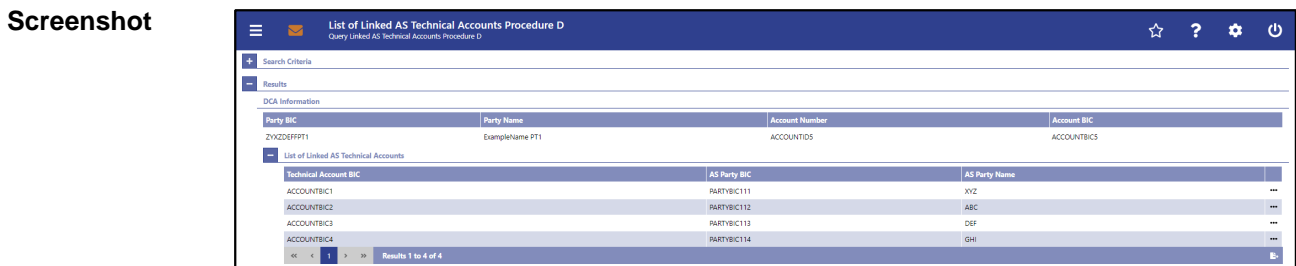 Screenshot
List of Linked AS Technical Accounts Procedure D
Query Linked AS Technical Accounts Procedure D
Search Criteria
Results
DCA Information
Party BIC Party Name Account Number Account BIC
ZYXZDEFFPT1 ExampleName PT1 ACCOUNTID5 ACCOUNTBIC5
List of Linked AS Technical Accounts
Technical Account BIC AS Party BIC AS Party Name
ACCOUNTBIC1 PARTYBIC111 XYZ
ACCOUNTBIC2 PARTYBIC112 ABC
ACCOUNTBIC3 PARTYBIC113 DEF
ACCOUNTBIC4 PARTYBIC114 GHI
« < 1 > » Results 1 to 4 of 4